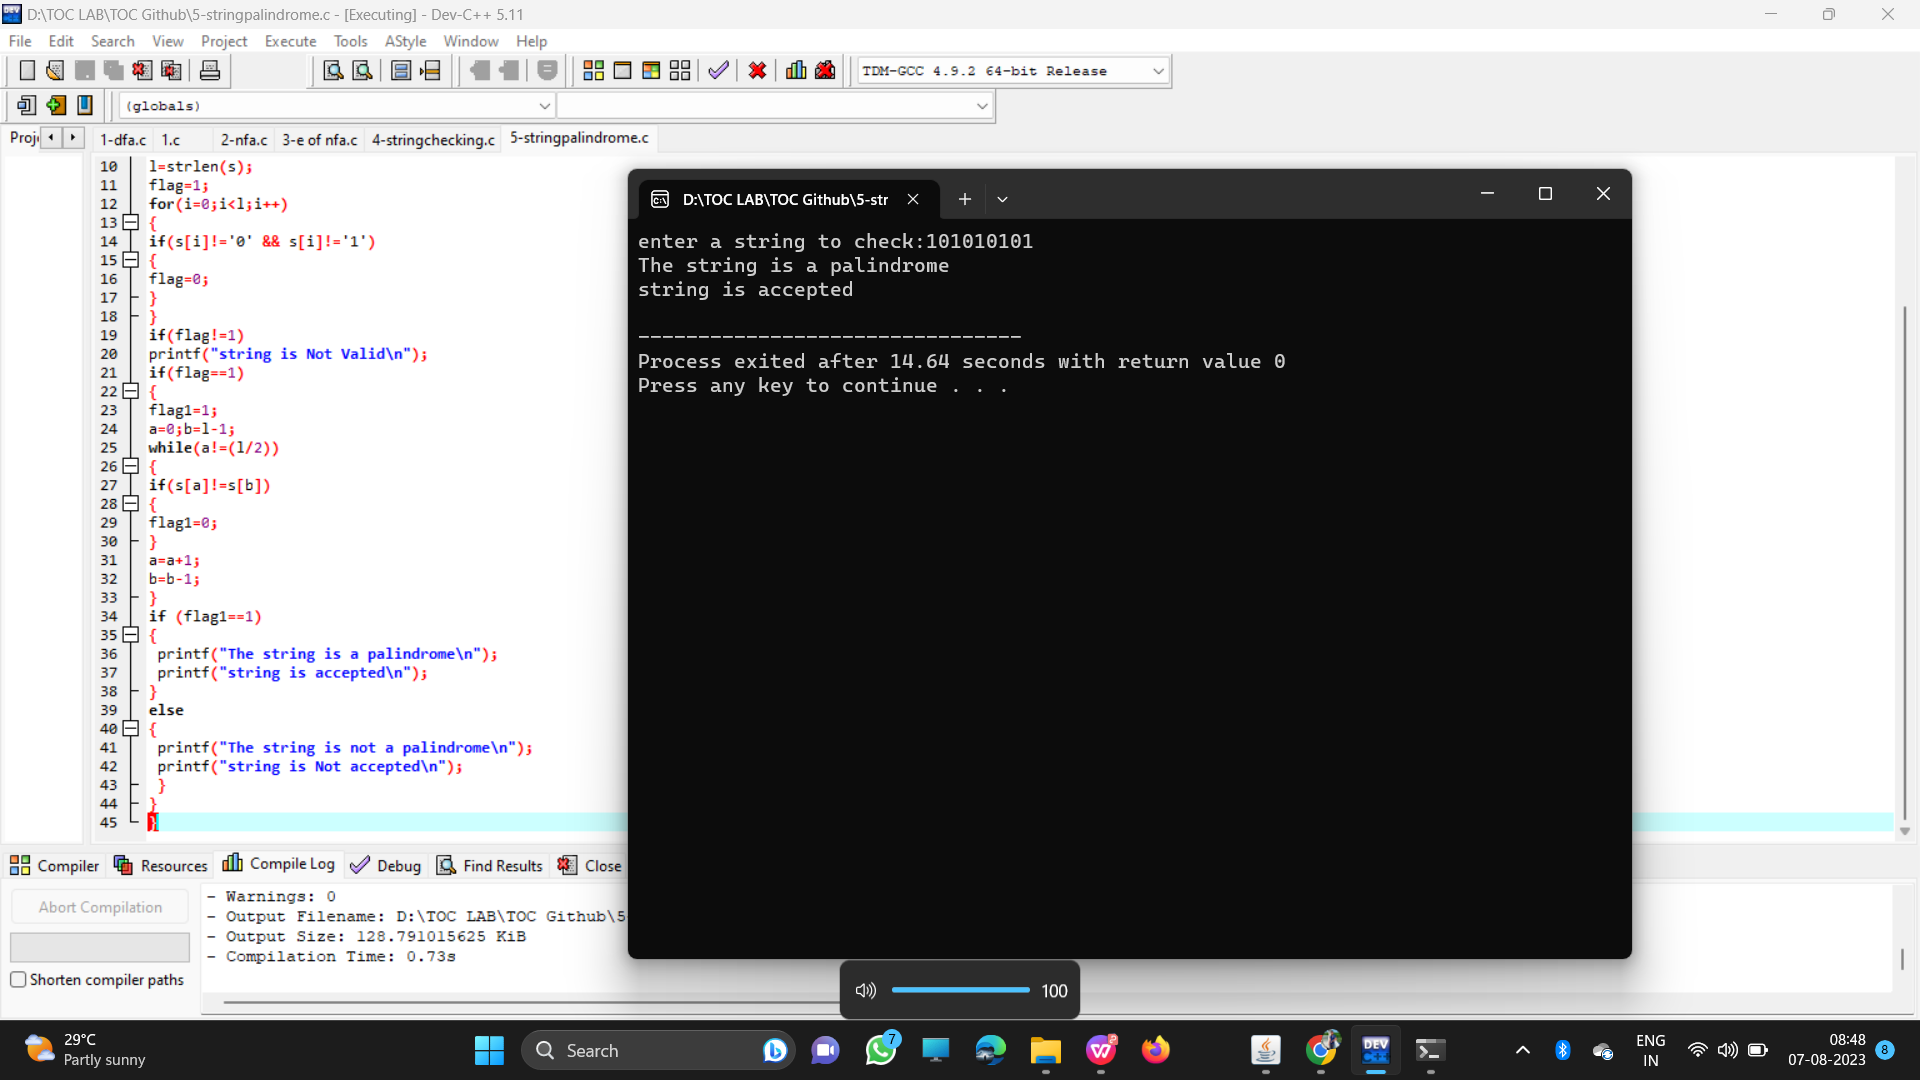 D:\TOC LAB\TOC Github\5-stringpalindrome.c - [Executing] - Dev-C++ 5.11
File Edit Search View Project Execute Tools AStyle Window Help
TDM-GCC 4.9.2 64-bit Release
(globals)
Proj 1-dfa.c 1.c 2-nfa.c 3-e of nfa.c 4-stringchecking.c 5-stringpalindrome.c
10 l=strlen(s);
11 flag=1;
12 for(i=0;i<l;i++)
13 {
14 if(s[i]!='0' && s[i]!='1')
15 {
16 flag=0;
17 }
18 }
19 if(flag!=1)
20 printf("string is Not Valid\n");
21 if(flag==1)
22 {
23 flag1=1;
24 a=0;b=l-1;
25 while(a!=(l/2))
26 {
27 if(s[a]!=s[b])
28 {
29 flag1=0;
30 }
31 a=a+1;
32 b=b-1;
33 }
34 if (flag1==1)
35 {
36 printf("The string is a palindrome\n");
37 printf("string is accepted\n");
38 }
39 else
40 {
41 printf("The string is not a palindrome\n");
42 printf("string is Not accepted\n");
43 }
44 }
45 }
D:\TOC LAB\TOC Github\5-str
enter a string to check:101010101
The string is a palindrome
string is accepted
--------------------------------
Process exited after 14.64 seconds with return value 0
Press any key to continue . . .
Compiler Resources Compile Log Debug Find Results Close
Abort Compilation
Shorten compiler paths
- Warnings: 0
- Output Filename: D:\TOC LAB\TOC Github\5
- Output Size: 128.791015625 KiB
- Compilation Time: 0.73s
100
29°C
Partly sunny
Search
7
DEV
C++
ENG
IN
08:48
07-08-2023
8